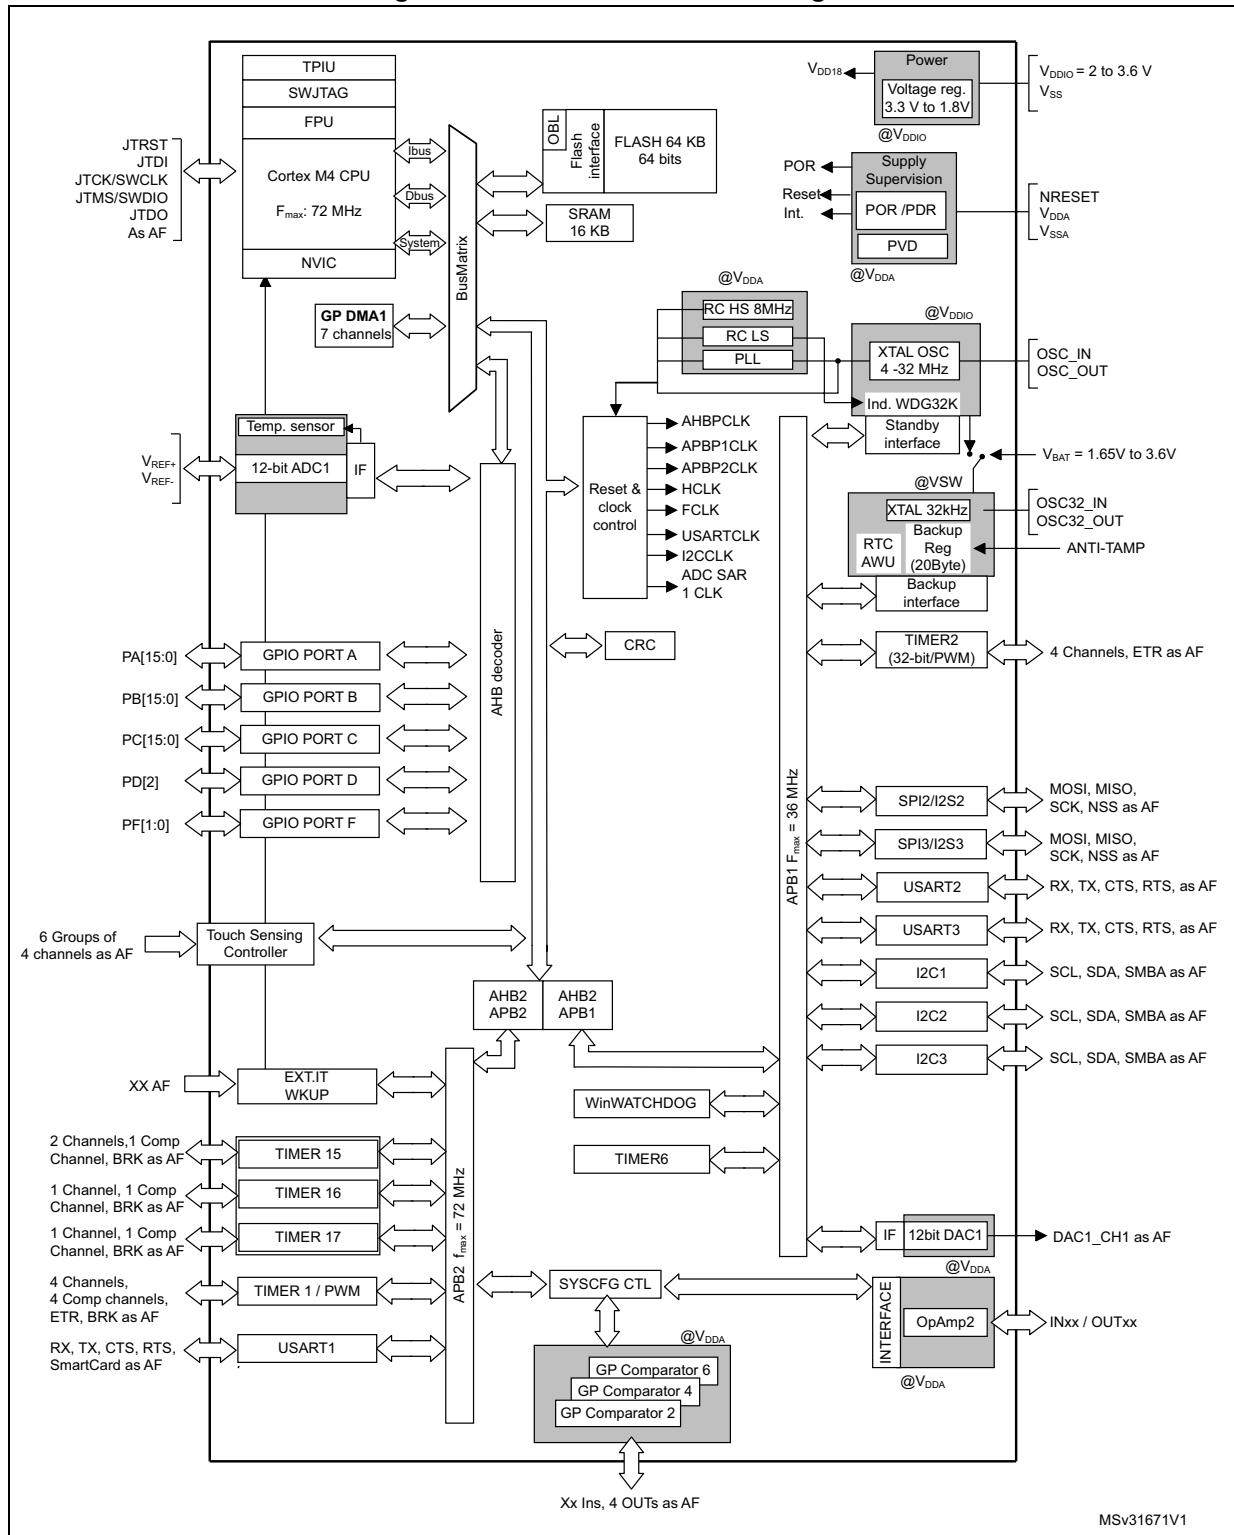 TPIU
SWJTAG
FPU
Cortex M4 CPU
Fmax: 72 MHz
NVIC
JTRST
JTDI
JTCK/SWCLK
JTMS/SWDIO
JTDO
As AF
Ibus
Dbus
System
BusMatrix
GP DMA1
7 channels
OBL
Flash
interface
FLASH 64 KB
64 bits
SRAM
16 KB
VDD18
Power
Voltage reg.
3.3 V to 1.8V
@VDDIO
VDDIO = 2 to 3.6 V
VSS
POR
Reset
Int.
Supply
Supervision
POR /PDR
PVD
@VDDA
NRESET
VDDA
VSSA
@VDDA
RC HS 8MHz
RC LS
PLL
@VDDIO
XTAL OSC
4 -32 MHz
Ind. WDG32K
Standby
interface
OSC_IN
OSC_OUT
VBAT = 1.65V to 3.6V
@VSW
XTAL 32kHz
RTC
AWU
Backup
Reg
(20Byte)
Backup
interface
OSC32_IN
OSC32_OUT
ANTI-TAMP
Reset &
clock
control
AHBPCLK
APBP1CLK
APBP2CLK
HCLK
FCLK
USARTCLK
I2CCLK
ADC SAR
1 CLK
Temp. sensor
12-bit ADC1
IF
VREF+
VREF-
CRC
AHB decoder
PA[15:0]
GPIO PORT A
PB[15:0]
GPIO PORT B
PC[15:0]
GPIO PORT C
PD[2]
GPIO PORT D
PF[1:0]
GPIO PORT F
6 Groups of
4 channels as AF
Touch Sensing
Controller
AHB2
APB2
AHB2
APB1
APB1 Fmax = 36 MHz
TIMER2
(32-bit/PWM)
4 Channels, ETR as AF
SPI2/I2S2
MOSI, MISO,
SCK, NSS as AF
SPI3/I2S3
MOSI, MISO,
SCK, NSS as AF
USART2
RX, TX, CTS, RTS, as AF
USART3
RX, TX, CTS, RTS, as AF
I2C1
SCL, SDA, SMBA as AF
I2C2
SCL, SDA, SMBA as AF
I2C3
SCL, SDA, SMBA as AF
WinWATCHDOG
TIMER6
IF
12bit DAC1
@VDDA
DAC1_CH1 as AF
XX AF
EXT.IT
WKUP
2 Channels,1 Comp
Channel, BRK as AF
TIMER 15
1 Channel, 1 Comp
Channel, BRK as AF
TIMER 16
1 Channel, 1 Comp
Channel, BRK as AF
TIMER 17
4 Channels,
4 Comp channels,
ETR, BRK as AF
TIMER 1 / PWM
RX, TX, CTS, RTS,
SmartCard as AF
USART1
APB2 fmax = 72 MHz
SYSCFG CTL
INTERFACE
OpAmp2
@VDDA
INxx / OUTxx
@VDDA
GP Comparator 6
GP Comparator 4
GP Comparator 2
Xx Ins, 4 OUTs as AF
MSv31671V1